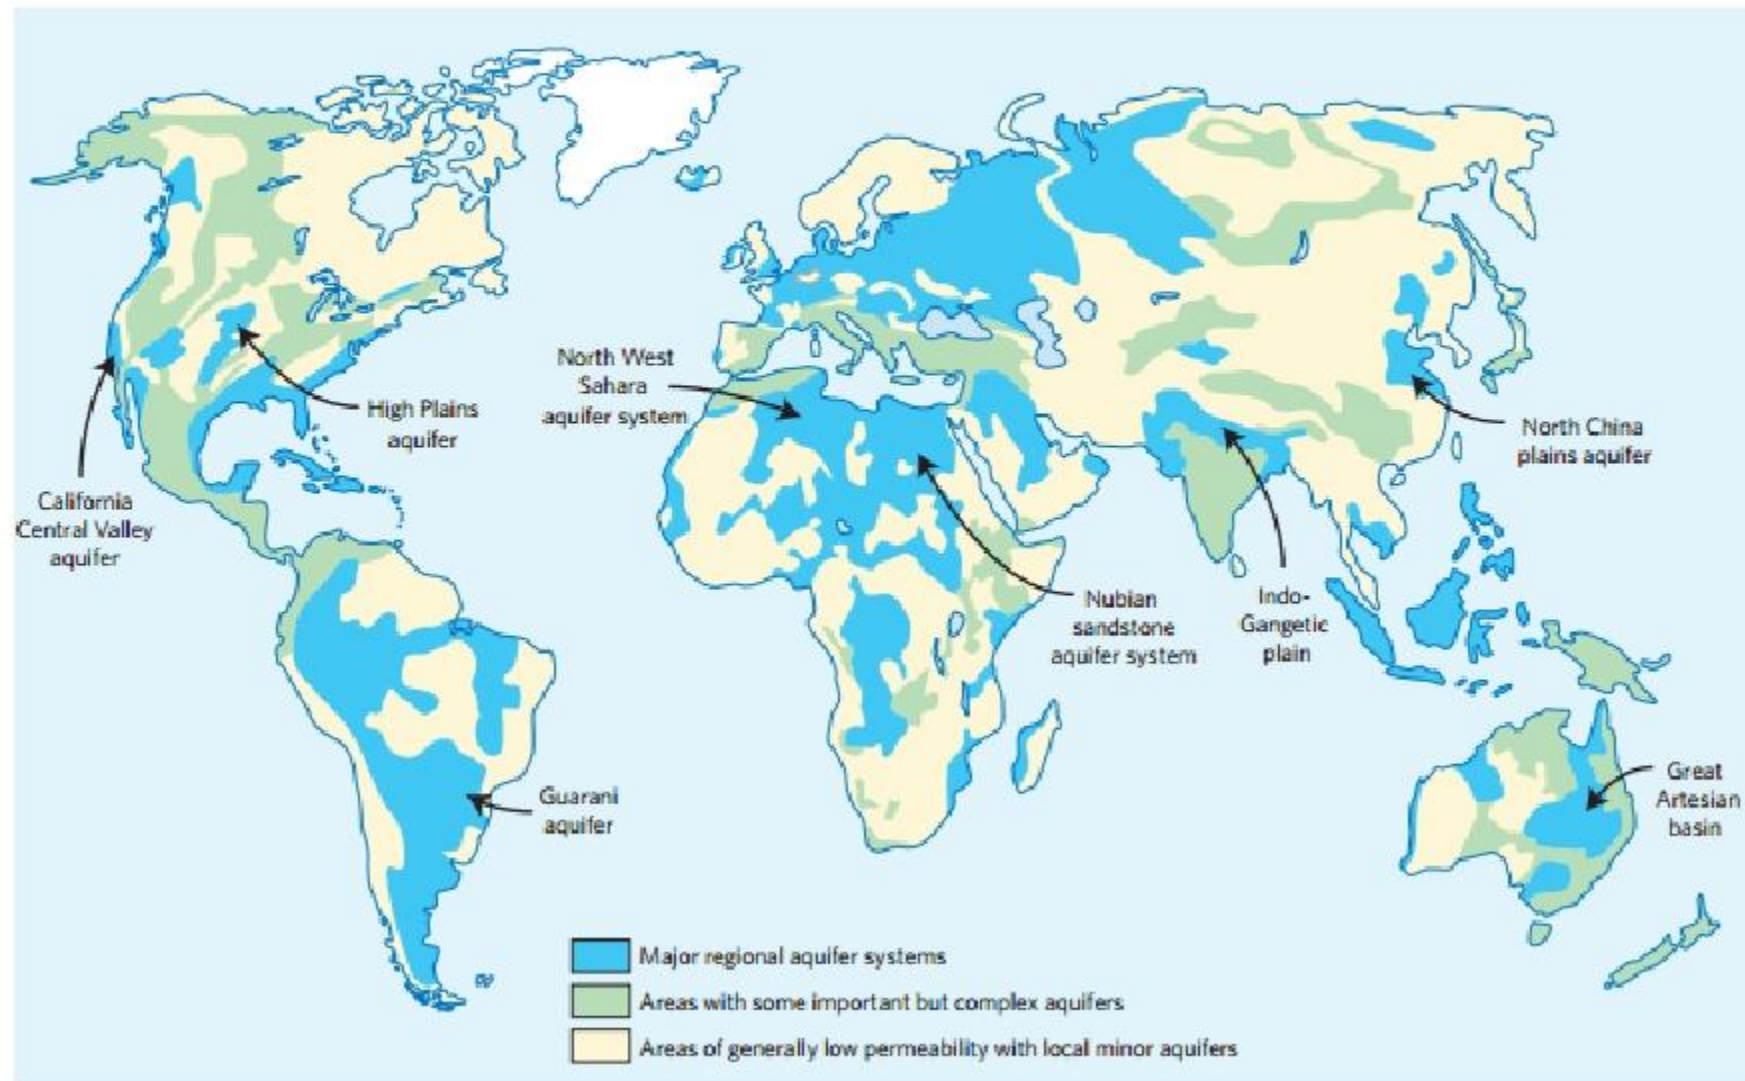 North West
Sahara
aquifer system
High Plains
aquifer
North China
plains aquifer
California
Central Valley
aquifer
Nubian
sandstone
aquifer system
Indo-
Gangetic
plain
Guarani
aquifer
Great
Artesian
basin
Major regional aquifer systems
Areas with some important but complex aquifers
Areas of generally low permeability with local minor aquifers